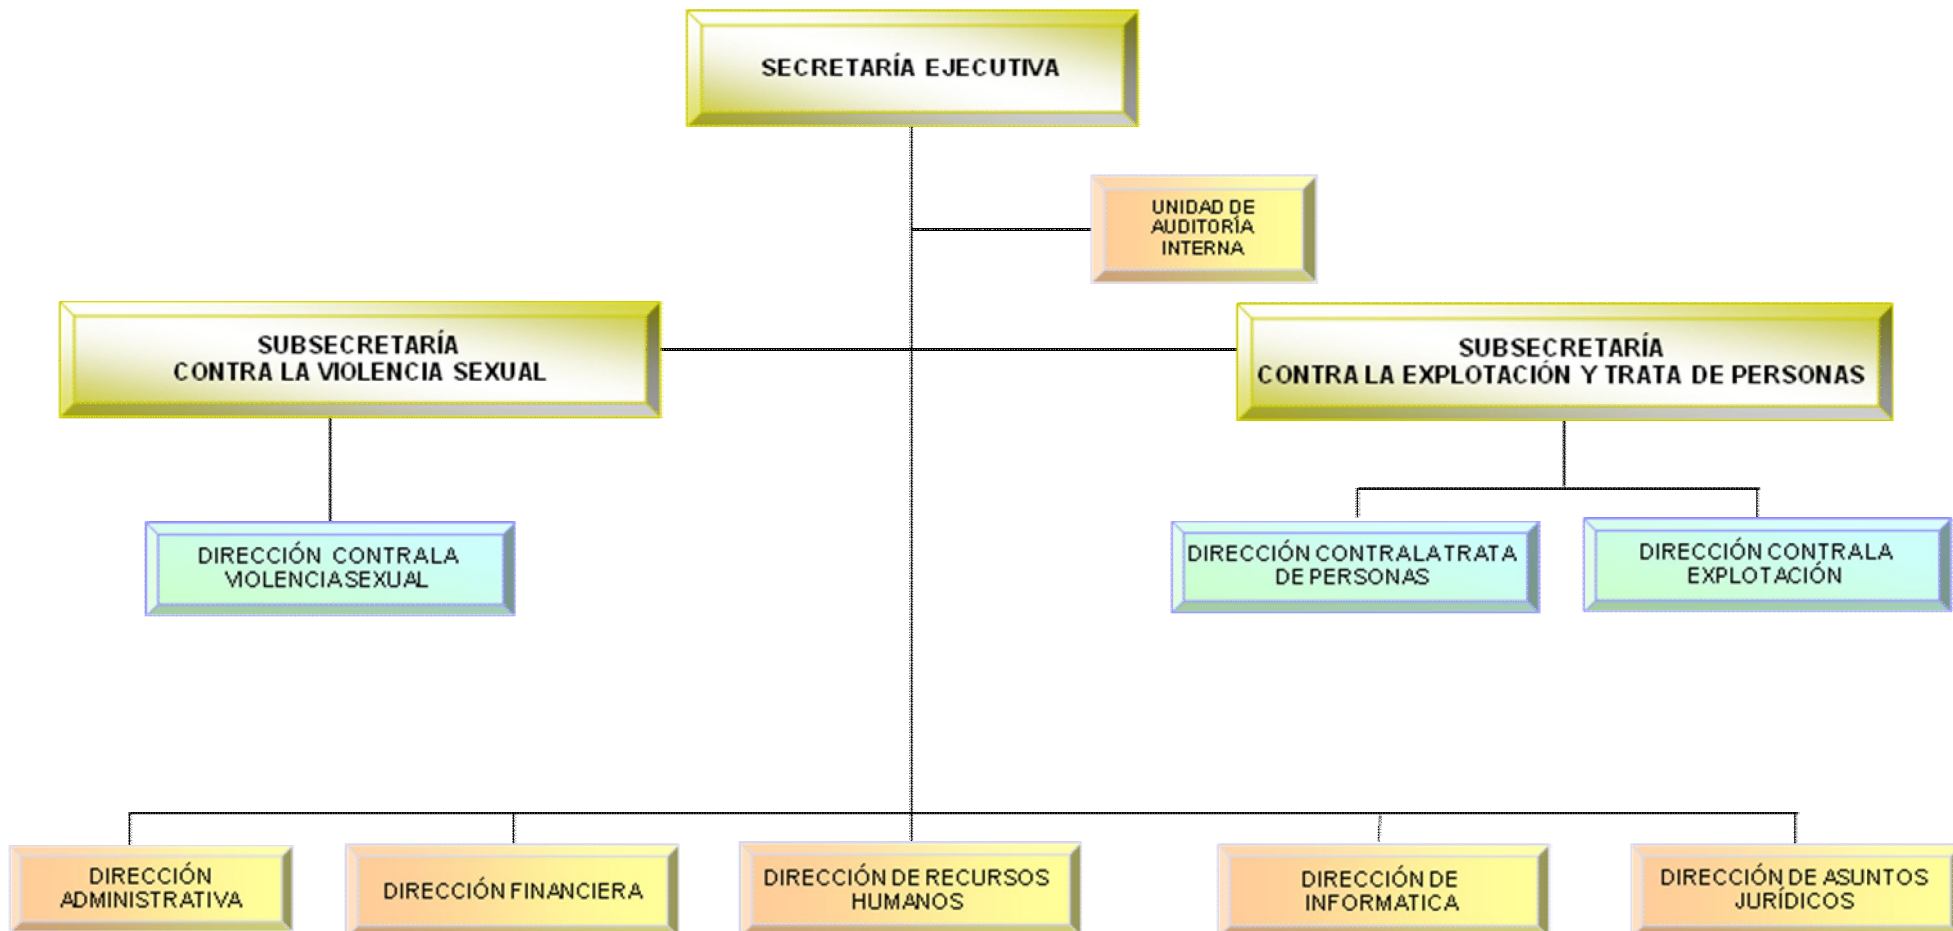 SECRETARÍA EJECUTIVA
UNIDAD DE
AUDITORÍA
INTERNA
SUBSECRETARÍA
CONTRA LA VIOLENCIA SEXUAL
SUBSECRETARÍA
CONTRA LA EXPLOTACIÓN Y TRATA DE PERSONAS
DIRECCIÓN CONTRA LA
VIOLENCIA SEXUAL
DIRECCIÓN CONTRA LA TRATA
DE PERSONAS
DIRECCIÓN CONTRA LA
EXPLOTACIÓN
DIRECCIÓN
ADMINISTRATIVA
DIRECCIÓN FINANCIERA
DIRECCIÓN DE RECURSOS
HUMANOS
DIRECCIÓN DE
INFORMATICA
DIRECCIÓN DE ASUNTOS
JURÍDICOS